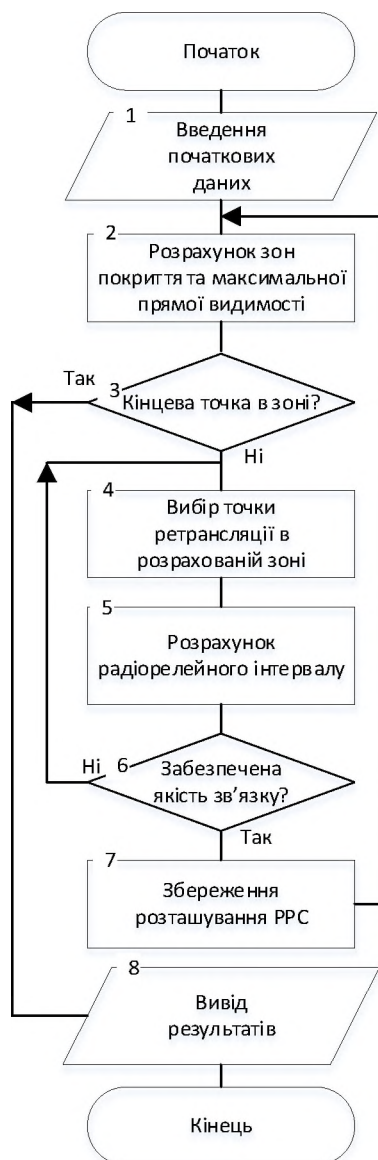 Початок
1
Введення
початкових
даних
2
Розрахунок зон
покриття та максимальної
прямої видимості
Так
3
Кінцева точка в зоні?
Ні
4
Вибір точки
ретрансляції в
розрахованій зоні
5
Розрахунок
радіорелейного інтервалу
Ні
6
Забезпечена
якість зв'язку?
Так
7
Збереження
розташування РРС
8
Вивід
результатів
Кінець